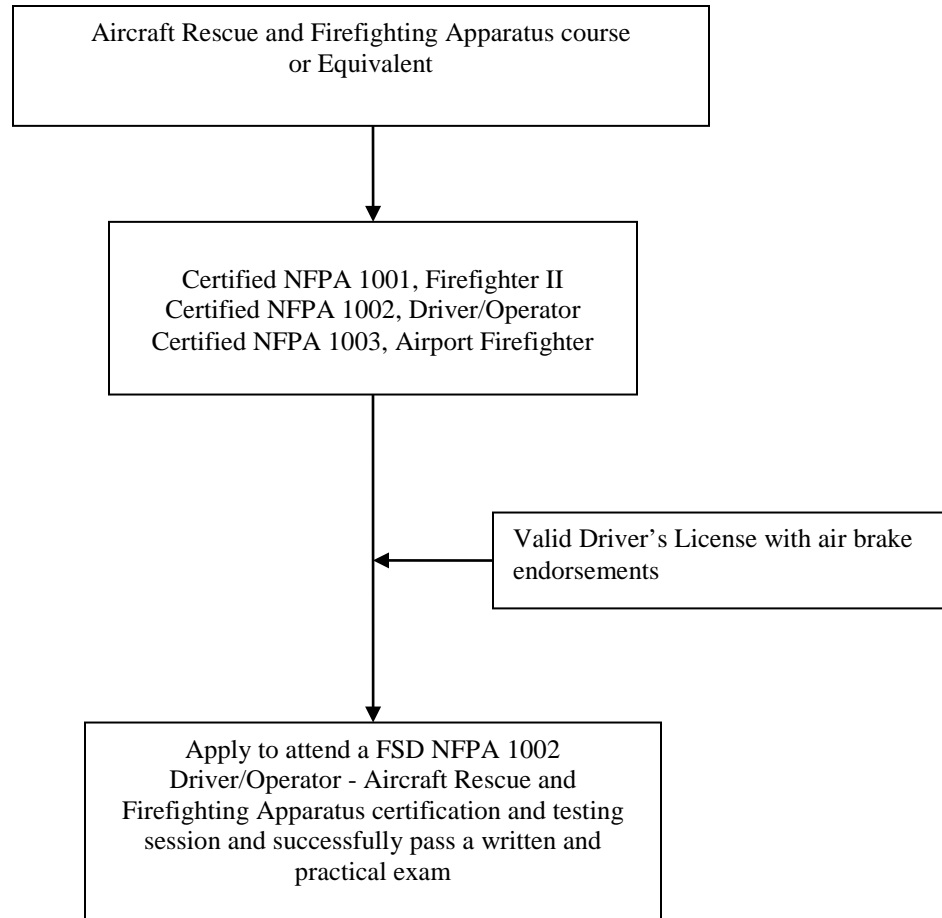 Aircraft Rescue and Firefighting Apparatus course
or Equivalent
Certified NFPA 1001, Firefighter II
Certified NFPA 1002, Driver/Operator
Certified NFPA 1003, Airport Firefighter
Valid Driver’s License with air brake
endorsements
Apply to attend a FSD NFPA 1002
Driver/Operator - Aircraft Rescue and
Firefighting Apparatus certification and testing
session and successfully pass a written and
practical exam